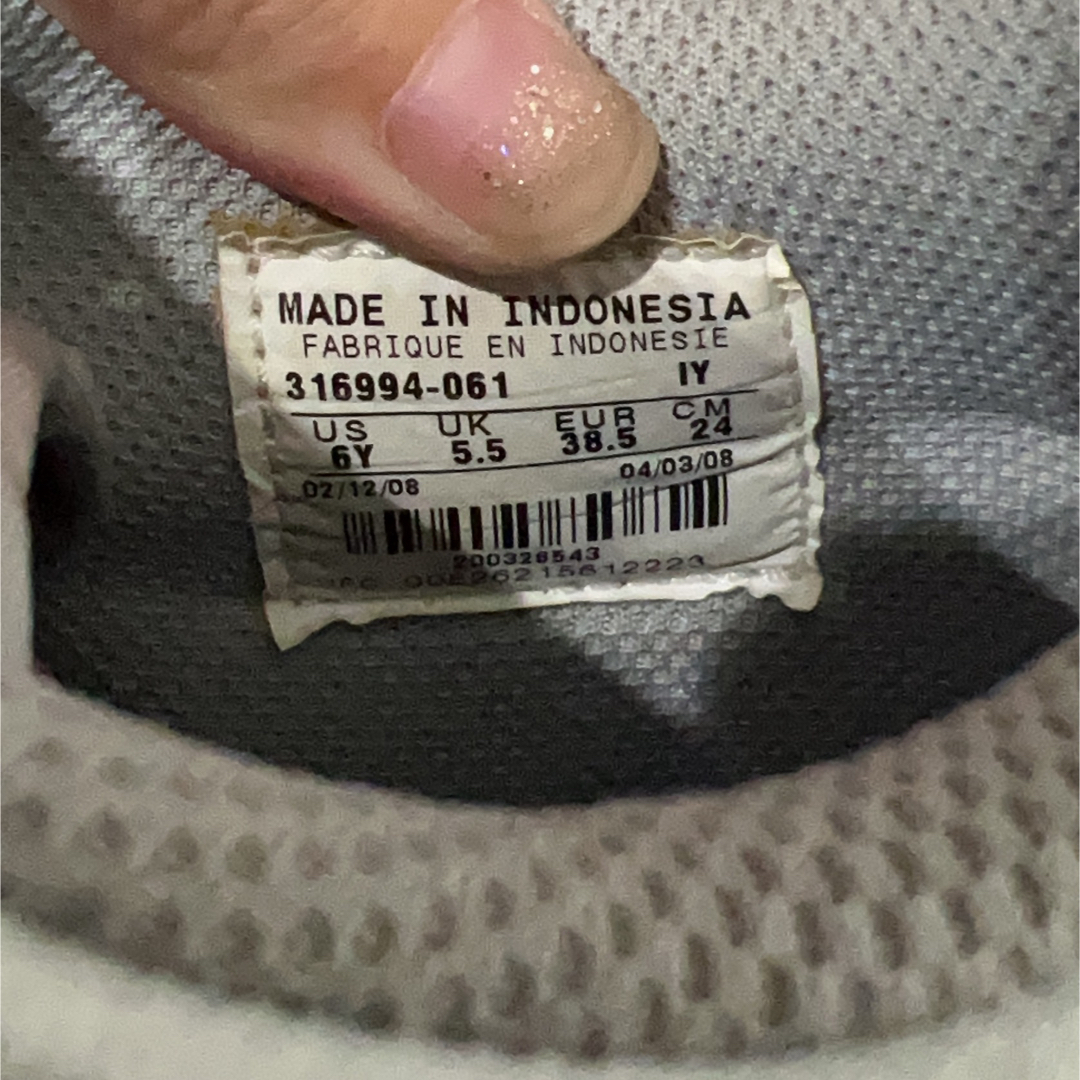 MADE IN INDONESIA
FABRIQUE EN INDONESIE
316994-061 IY
US UK EUR CM
6Y 5.5 38.5 24
02/12/08 04/03/08
200326543